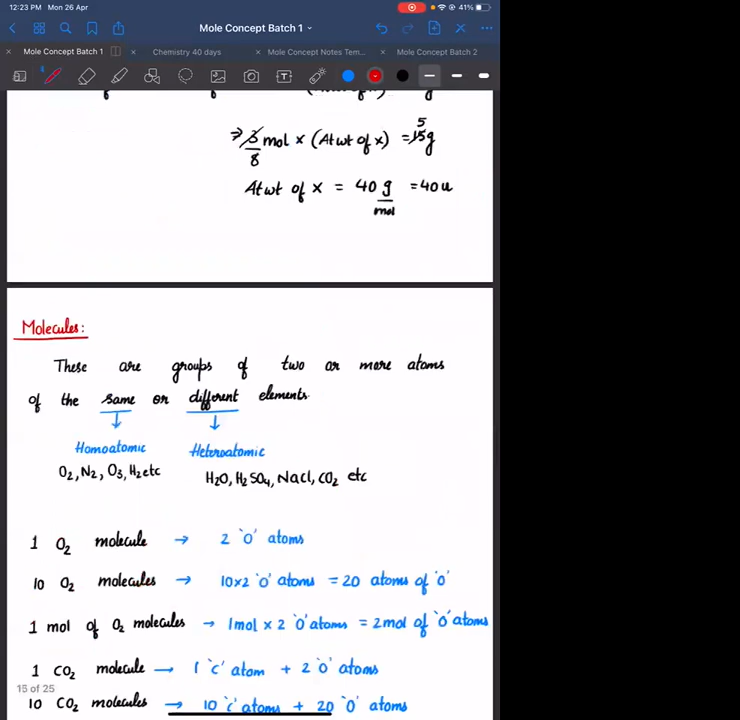 12:23 PM Mon 26 Apr 41%
Mole Concept Batch 1
Mole Concept Batch 1 Chemistry 40 days Mole Concept Notes Tem... Mole Concept Batch 2
⇒ 3/8 mol × (At wt of x) = 15 5 g
At wt of x = 40 g/mol = 40 u
Molecules:
These are groups of two or more atoms
of the same or different elements.
Homoatomic Heteroatomic
O2, N2, O3, H2 etc H2O, H2SO4, NaCl, CO2 etc
1 O2 molecule → 2 'O' atoms
10 O2 molecules → 10×2 'O' atoms = 20 atoms of 'O'
1 mol of O2 molecules → 1mol × 2 'O' atoms = 2mol of 'O' atoms
1 CO2 molecule → 1 'C' atom + 2 'O' atoms
15 of 25
10 CO2 molecules → 10 'C' atoms + 20 'O' atoms